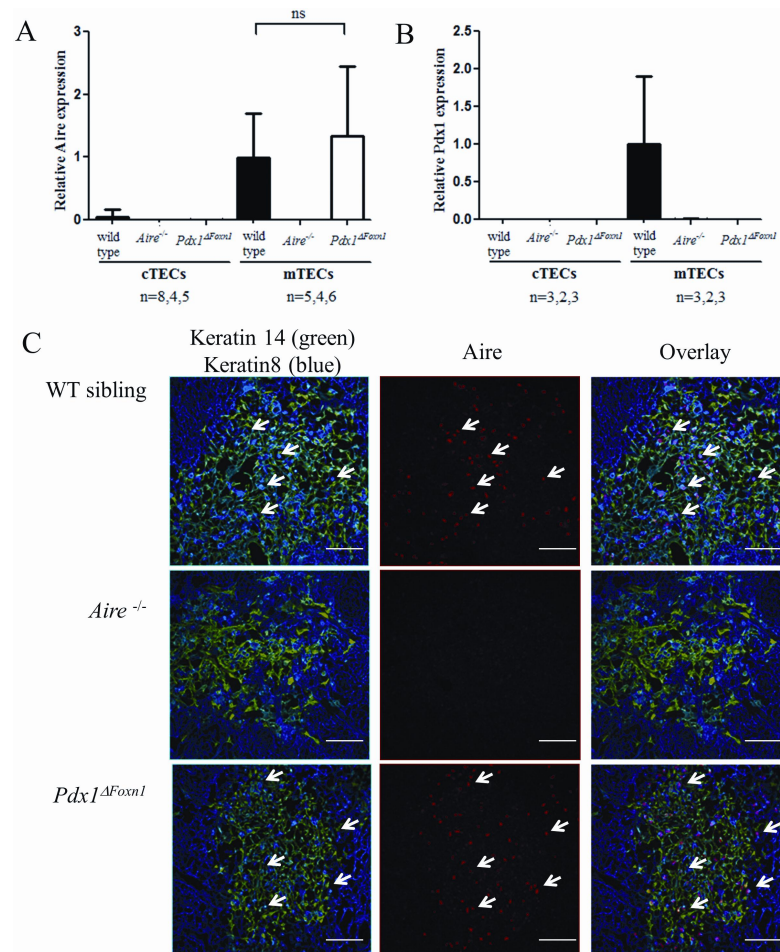 A
Relative Aire expression
3
2
1
0
ns
wild type
Aire-/-
Pdx1ΔFoxn1
wild type
Aire-/-
Pdx1ΔFoxn1
cTECs
mTECs
n=8,4,5
n=5,4,6
B
Relative Pdx1 expression
2.5
2.0
1.5
1.0
0.5
0.0
wild type
Aire-/-
Pdx1ΔFoxn1
wild type
Aire-/-
Pdx1ΔFoxn1
cTECs
mTECs
n=3,2,3
n=3,2,3
C
Keratin 14 (green)
Keratin8 (blue)
Aire
Overlay
WT sibling
Aire -/-
Pdx1ΔFoxn1